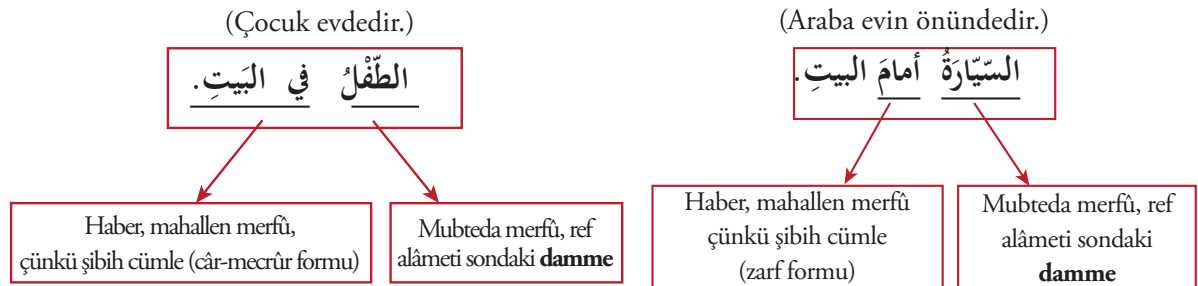 (Çocuk evdedir.)
الطّفْلُ في البَيتِ.
Haber, mahallen merfû,
çünkü şibih cümle (câr-mecrûr formu)
Mubteda merfû, ref
alâmeti sondaki damme
(Araba evin önündedir.)
السّيّارَةُ أمامَ البيتِ.
Haber, mahallen merfû
çünkü şibih cümle
(zarf formu)
Mubteda merfû, ref
alâmeti sondaki
damme